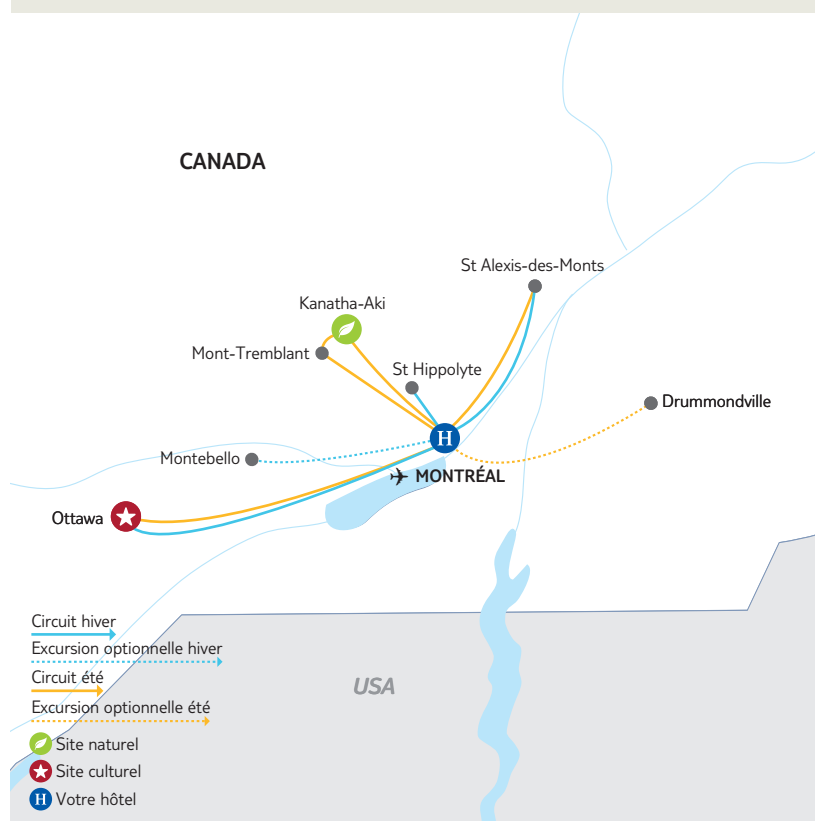 CANADA
St Alexis-des-Monts
Kanatha-Aki
Mont-Tremblant
St Hippolyte
Drummondville
H
Montebello
MONTRÉAL
Ottawa
Circuit hiver
Excursion optionnelle hiver
Circuit été
USA
Excursion optionnelle été
Site naturel
Site culturel
H Votre hôtel